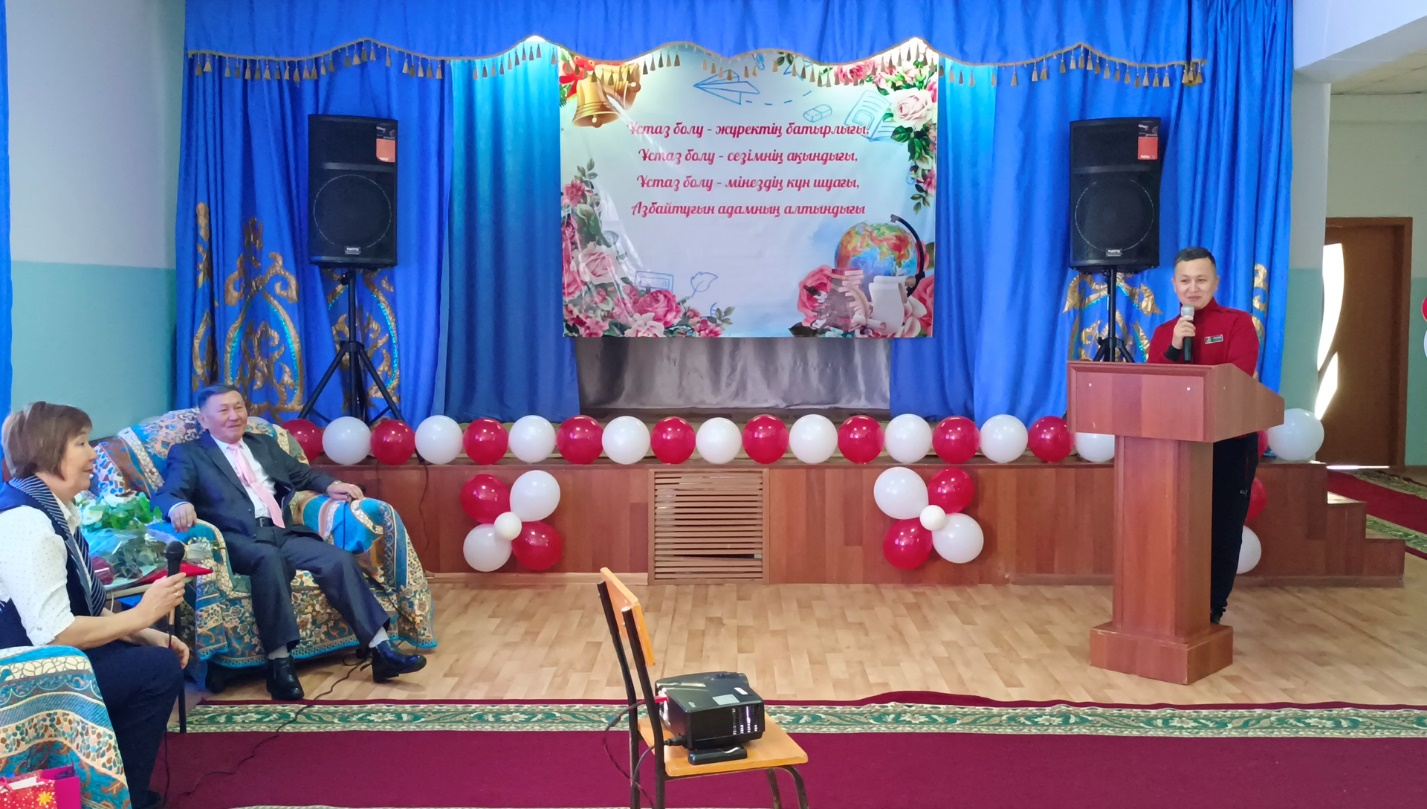 Ұстаз болу - жүректің батырлығы,
Ұстаз болу - сезімнің ақындығы,
Ұстаз болу - мінездің күн шуағы,
Азбайтұғын адамның алтындығы